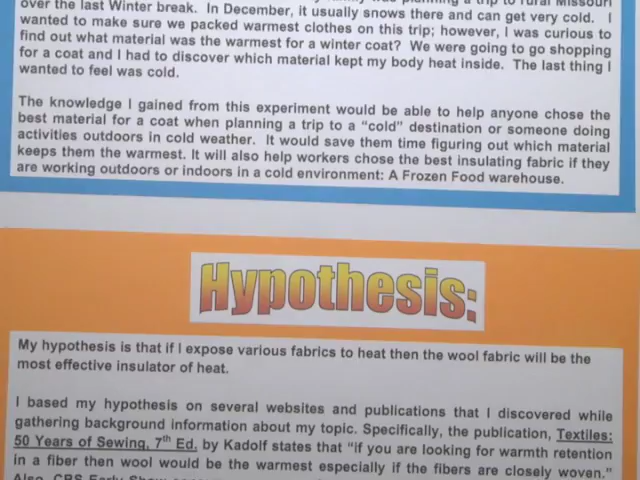 over the last Winter break. In December, it usually snows there and can get very cold. I
wanted to make sure we packed warmest clothes on this trip; however, I was curious to
find out what material was the warmest for a winter coat? We were going to go shopping
for a coat and I had to discover which material kept my body heat inside. The last thing I
wanted to feel was cold.
The knowledge I gained from this experiment would be able to help anyone chose the
best material for a coat when planning a trip to a “cold” destination or someone doing
activities outdoors in cold weather. It would save them time figuring out which material
keeps them the warmest. It will also help workers chose the best insulating fabric if they
are working outdoors or indoors in a cold environment: A Frozen Food warehouse.
Hypothesis:
My hypothesis is that if I expose various fabrics to heat then the wool fabric will be the
most effective insulator of heat.
I based my hypothesis on several websites and publications that I discovered while
gathering background information about my topic. Specifically, the publication, Textiles:
50 Years of Sewing, 7th Ed. by Kadolf states that “if you are looking for warmth retention
in a fiber then wool would be the warmest especially if the fibers are closely woven.”